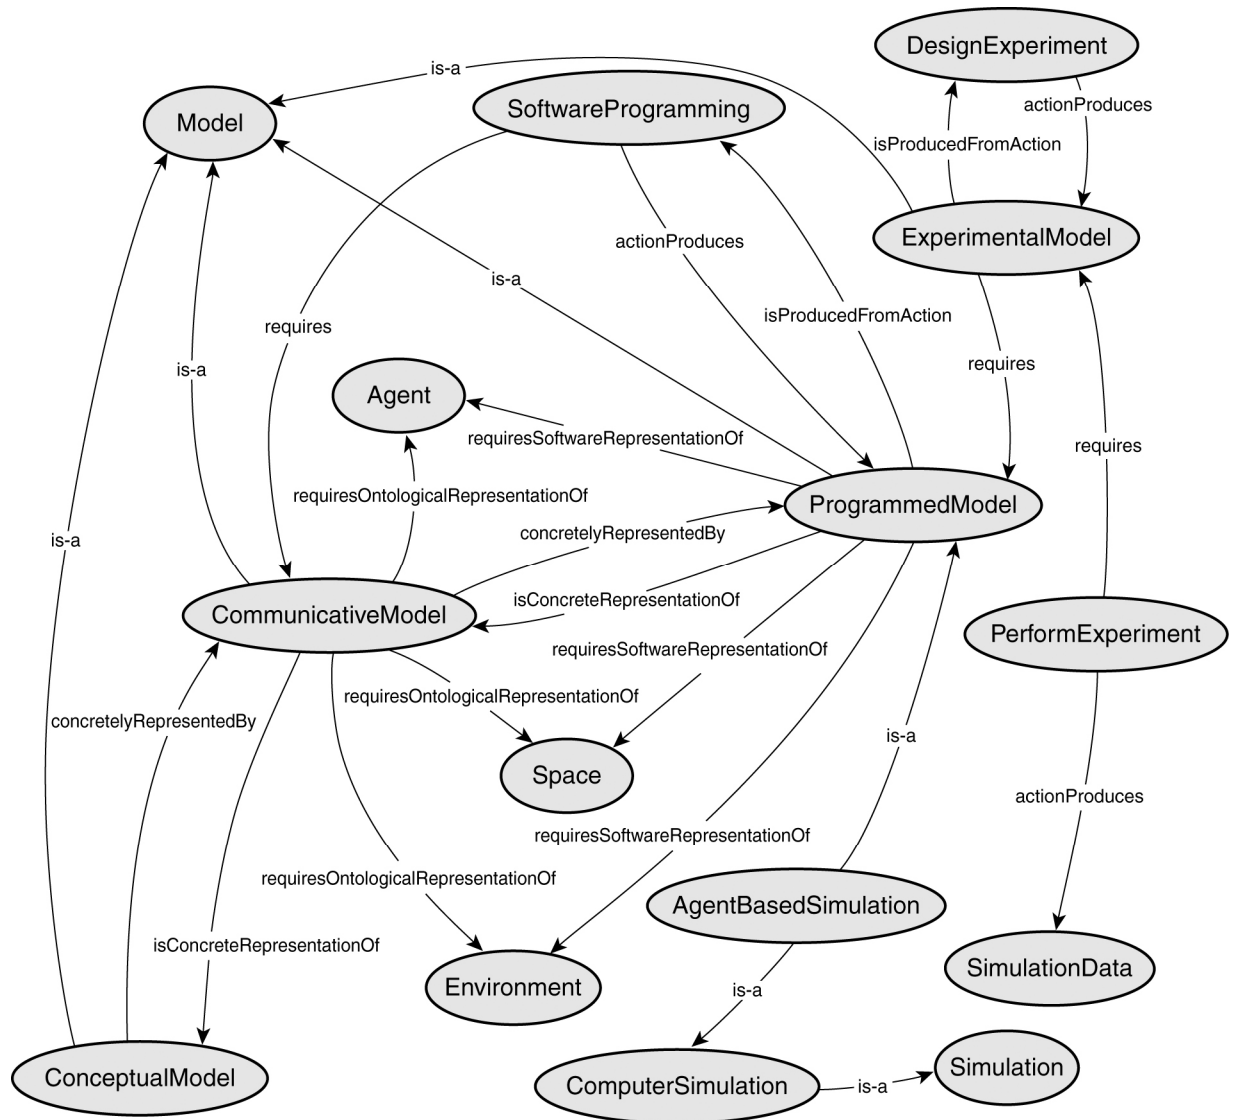 DesignExperiment
is-a
SoftwareProgramming
actionProduces
Model
isProducedFromAction
ExperimentalModel
actionProduces
is-a
isProducedFromAction
requires
requires
is-a
Agent
requiresSoftwareRepresentationOf
requires
requiresOntologicalRepresentationOf
ProgrammedModel
concretelyRepresentedBy
is-a
isConcreteRepresentationOf
CommunicativeModel
PerformExperiment
requiresSoftwareRepresentationOf
requiresOntologicalRepresentationOf
concretelyRepresentedBy
is-a
Space
actionProduces
requiresSoftwareRepresentationOf
requiresOntologicalRepresentationOf
AgentBasedSimulation
isConcreteRepresentationOf
SimulationData
Environment
is-a
Simulation
ConceptualModel
ComputerSimulation
is-a